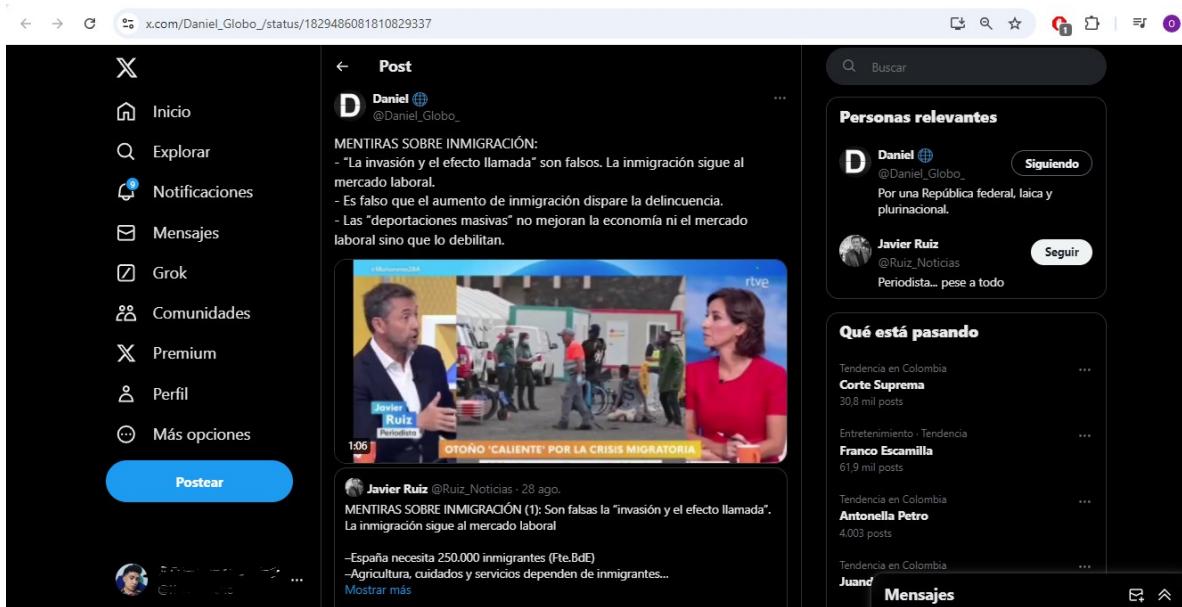 x.com/Daniel_Globo_/status/1829486081810829337
1
O
X
Inicio
Explorar
9
Notificaciones
Mensajes
Grok
Comunidades
Premium
Perfil
Más opciones
Postear
Post
D
Daniel
@Daniel_Globo_
MENTIRAS SOBRE INMIGRACIÓN:
- “La invasión y el efecto llamada” son falsos. La inmigración sigue al
mercado laboral.
- Es falso que el aumento de inmigración dispare la delincuencia.
- Las “deportaciones masivas” no mejoran la economía ni el mercado
laboral sino que lo debilitan.
rtve
Javier
Ruiz
Periodista
1:06
OTOÑO 'CALIENTE' POR LA CRISIS MIGRATORIA
Javier Ruiz @Ruiz_Noticias · 28 ago.
MENTIRAS SOBRE INMIGRACIÓN (1): Son falsas la “invasión y el efecto llamada”.
La inmigración sigue al mercado laboral
–España necesita 250.000 inmigrantes (Fte.BdE)
–Agricultura, cuidados y servicios dependen de inmigrantes...
Mostrar más
Buscar
Personas relevantes
D
Daniel
@Daniel_Globo_
Siguiendo
Por una República federal, laica y
plurinacional.
Javier Ruiz
@Ruiz_Noticias
Seguir
Periodista... pese a todo
Qué está pasando
Tendencia en Colombia
Corte Suprema
30,8 mil posts
Entretenimiento · Tendencia
Franco Escamilla
61,9 mil posts
Tendencia en Colombia
Antonella Petro
4.003 posts
Tendencia en Colombia
Mensajes